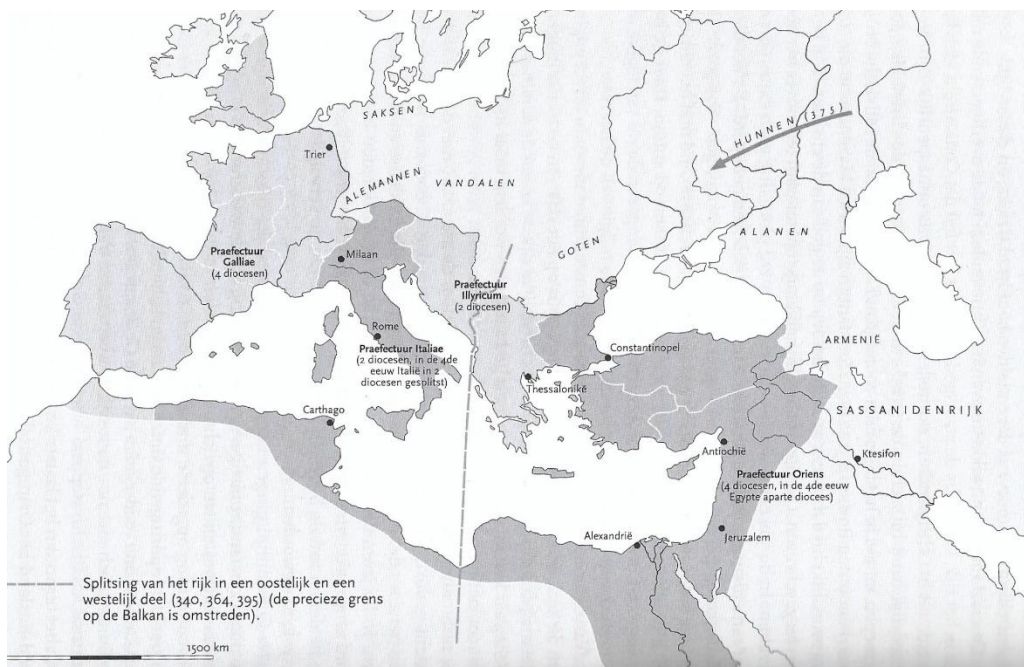 SAKSEN
HUNNEN (375)
Trier
ALEMANNEN
VANDALEN
ALANEN
GOTEN
Praefectuur
Galliae
(4 diocesen)
Milaan
Praefectuur
Illyricum
(2 diocesen)
Rome
Praefectuur Italiae
(2 diocesen, in de 4de
eeuw Italië in 2
diocesen gesplitst)
Constantinopel
ARMENIË
Thessalonikè
Carthago
SASSANIDENRIJK
Antiochië
Ktesifon
Praefectuur Oriens
(4 diocesen, in de 4de eeuw
Egypte aparte diocees)
Alexandrië
Jeruzalem
Splitsing van het rijk in een oostelijk en een
westelijk deel (340, 364, 395) (de precieze grens
op de Balkan is omstreden).
1500 km